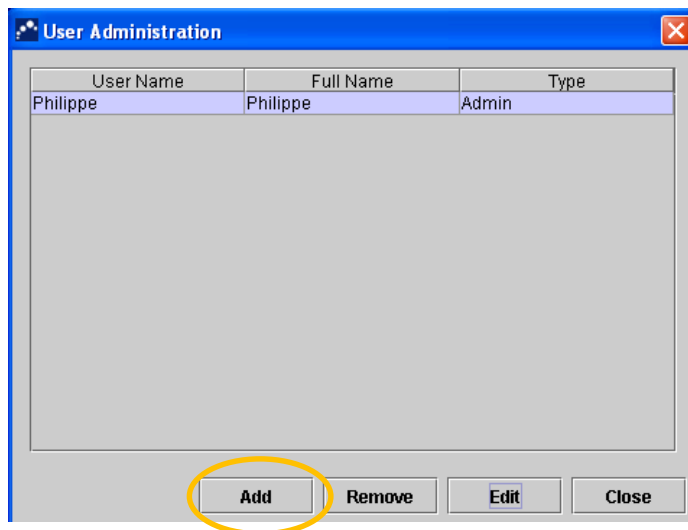 User Administration
User Name Full Name Type
Philippe Philippe Admin
Add Remove Edit Close